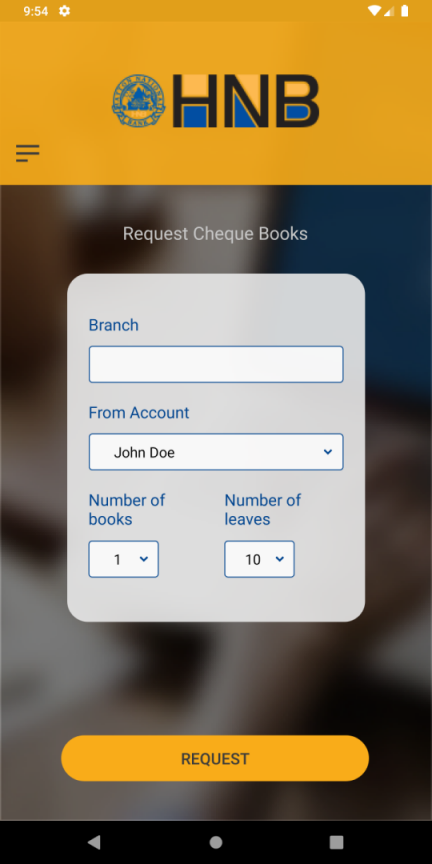 9:54
HNB
Request Cheque Books
Branch
From Account
John Doe
Number of
books
Number of
leaves
1
10
REQUEST